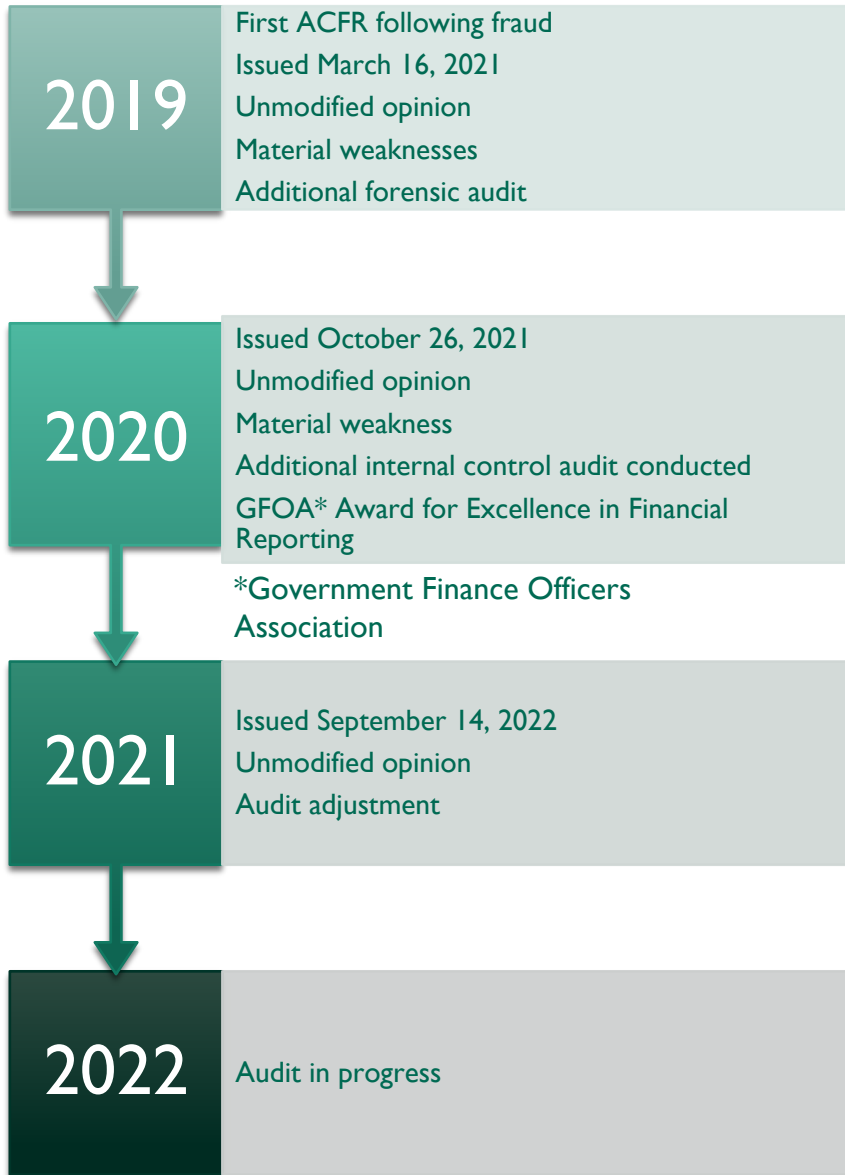 2019
First ACFR following fraud
Issued March 16, 2021
Unmodified opinion
Material weaknesses
Additional forensic audit
2020
Issued October 26, 2021
Unmodified opinion
Material weakness
Additional internal control audit conducted
GFOA* Award for Excellence in Financial
Reporting
*Government Finance Officers
Association
2021
Issued September 14, 2022
Unmodified opinion
Audit adjustment
2022
Audit in progress